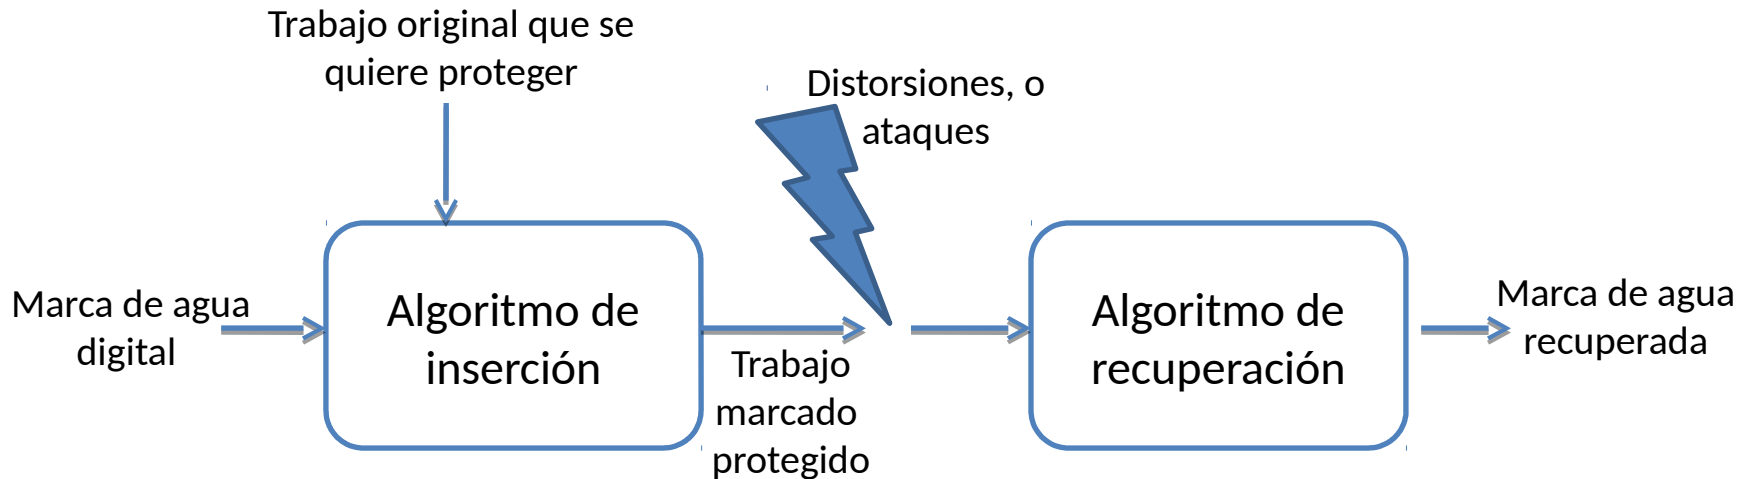 Trabajo original que se
quiere proteger
Distorsiones, o
ataques
Marca de agua
digital
Algoritmo de
inserción
Trabajo
marcado
protegido
Algoritmo de
recuperación
Marca de agua
recuperada